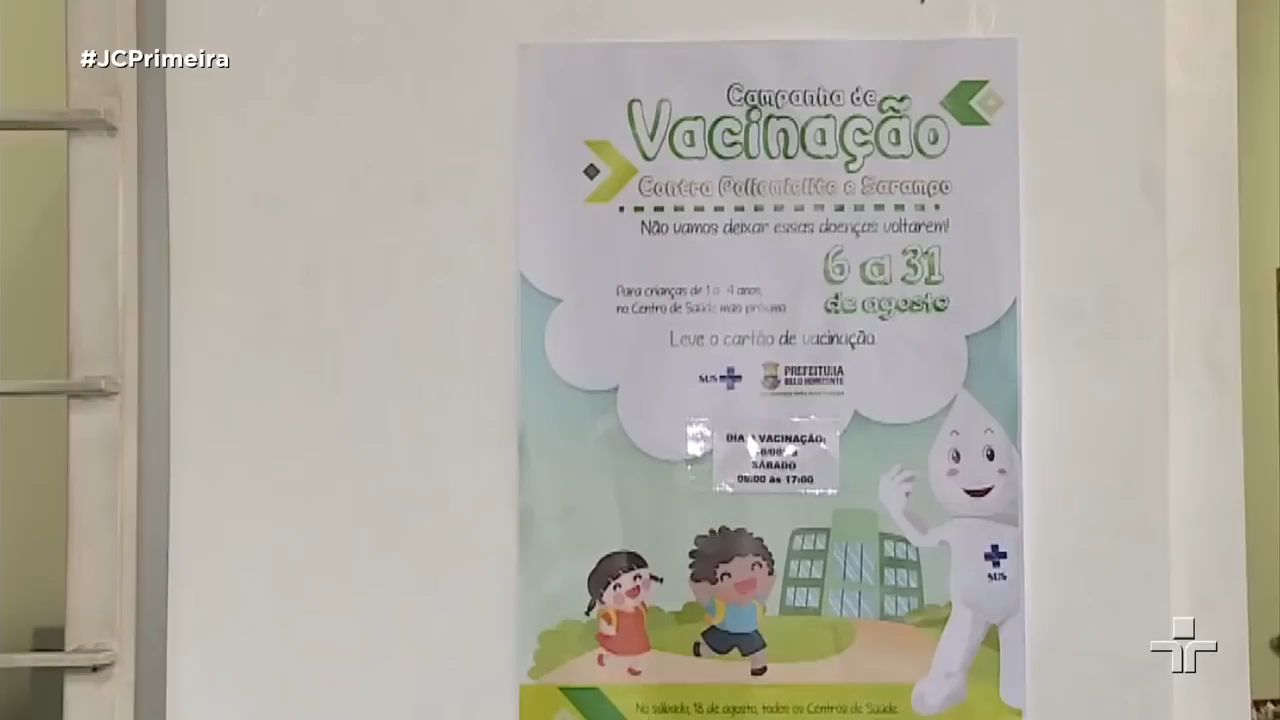 #JCPrimeira
Campanha de
Vacinação
Contra Poliomielite e Sarampo
Não vamos deixar essas doenças voltarem!
6 a 31
de agosto
Para crianças de 1 a 4 anos,
no Centro de Saúde mais próximo
Leve o cartão de vacinação
SUS
PREFEITURA
BELO HORIZONTE
DIA VACINAÇÃO:
SÁBADO
08:00 às 17:00
SUS
No sábado, 18 de agosto, todos os Centros de Saúde